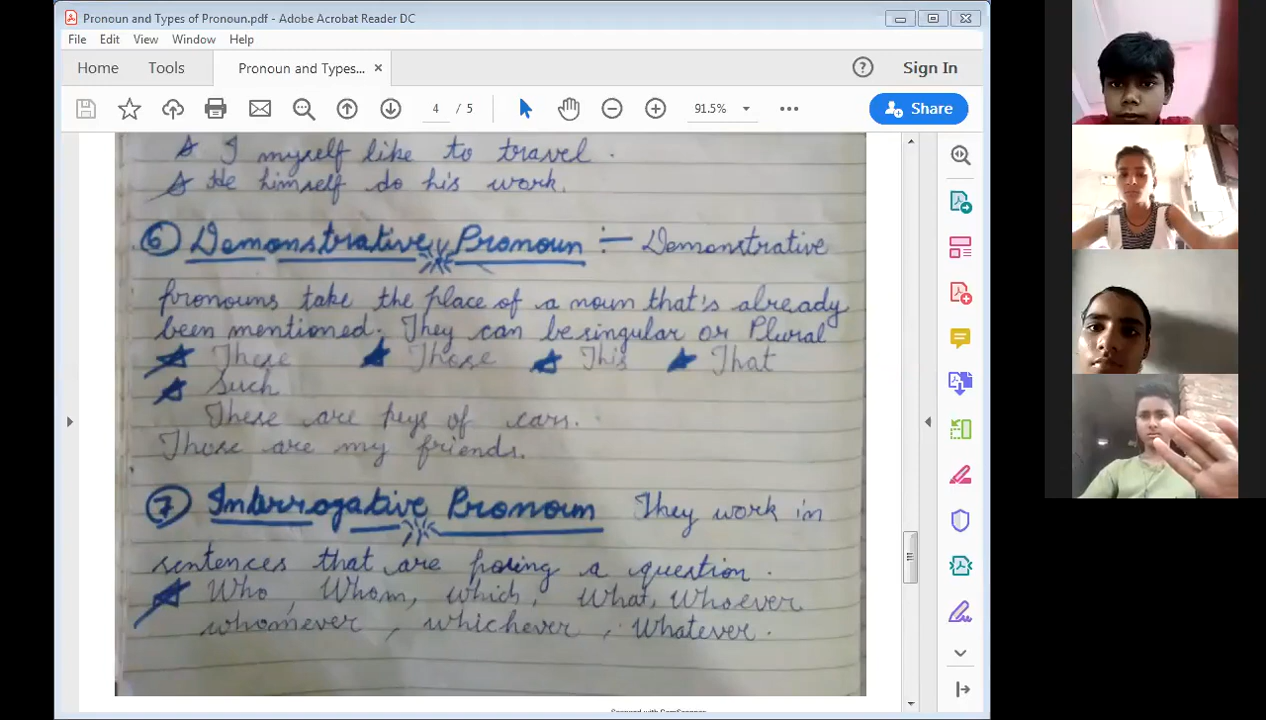 Pronoun and Types of Pronoun.pdf - Adobe Acrobat Reader DC
File Edit View Window Help
Home Tools Pronoun and Types... × Sign In
4 / 5 91.5% Share
I myself like to travel.
He himself do his work.
6 Demonstrative Pronoun :- Demonstrative
pronouns take the place of a noun that's already
been mentioned. They can be singular or Plural
These Those This That
Such
These are keys of cars.
Those are my friends.
7 Interrogative Pronoun They work in
sentences that are posing a question.
Who, Whom, which, What, Whoever
whomever, whichever, Whatever.